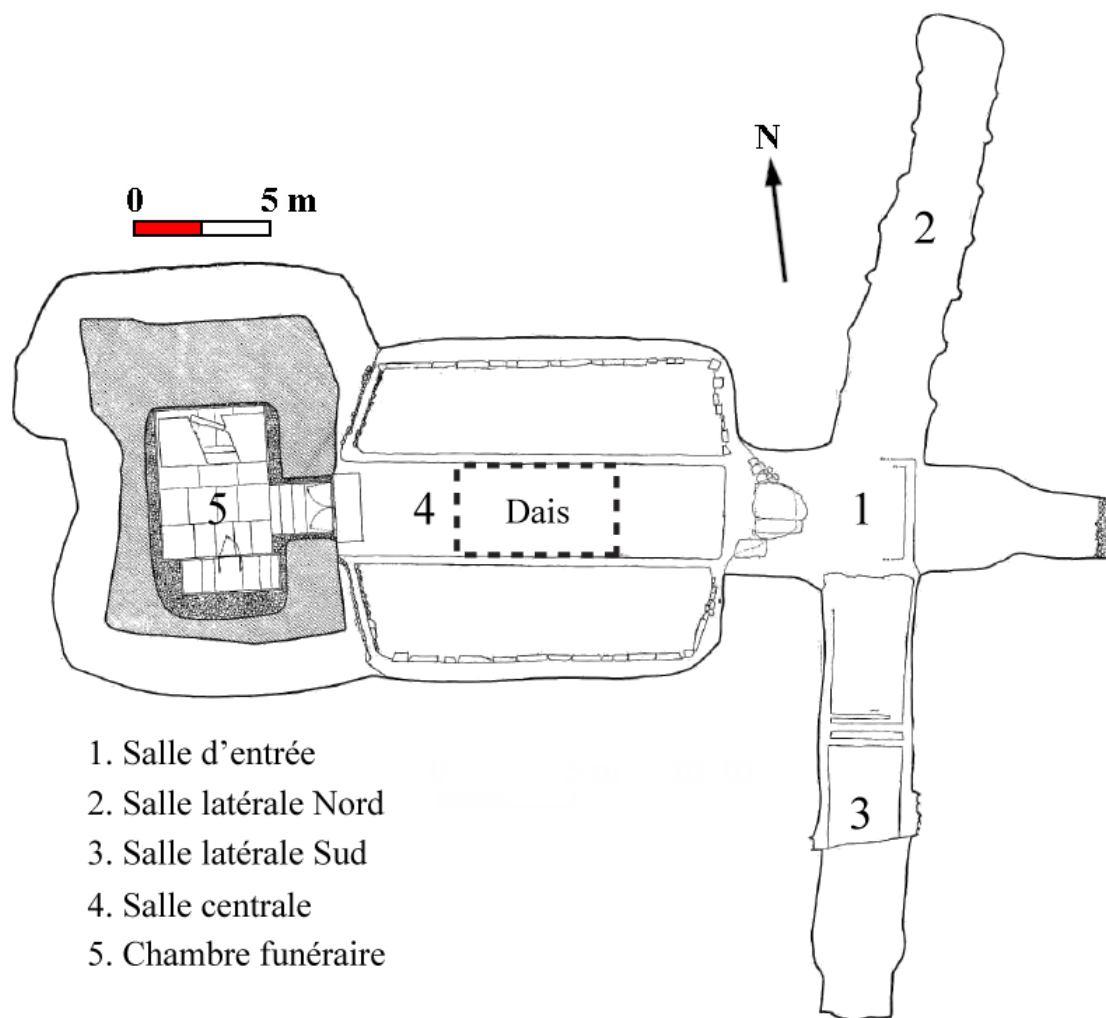 2
N
0 5 m
5
4
Dais
1
3
1. Salle d’entrée
2. Salle latérale Nord
3. Salle latérale Sud
4. Salle centrale
5. Chambre funéraire